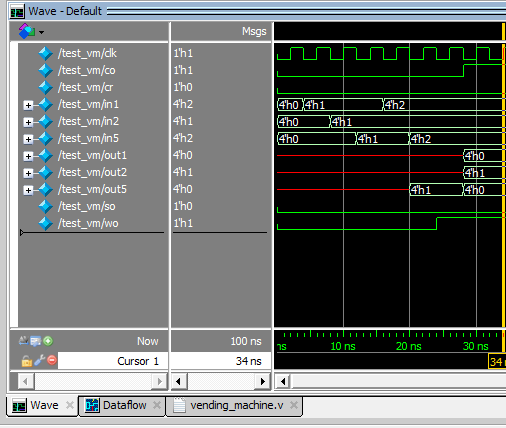 Wave - Default
Msgs
/test_vm/clk 1'h1
/test_vm/co 1'h1
/test_vm/cr 1'h0
/test_vm/in1 4'h2 4'h0 4'h1 4'h2
/test_vm/in2 4'h1 4'h0 4'h1
/test_vm/in5 4'h2 4'h0 4'h1 4'h2
/test_vm/out1 4'h0 4'h0
/test_vm/out2 4'h1 4'h1
/test_vm/out5 4'h0 4'h1 4'h0
/test_vm/so 1'h0
/test_vm/wo 1'h1
Now 100 ns ns 10 ns 20 ns 30 ns
Cursor 1 34 ns 34
Wave Dataflow vending_machine.v